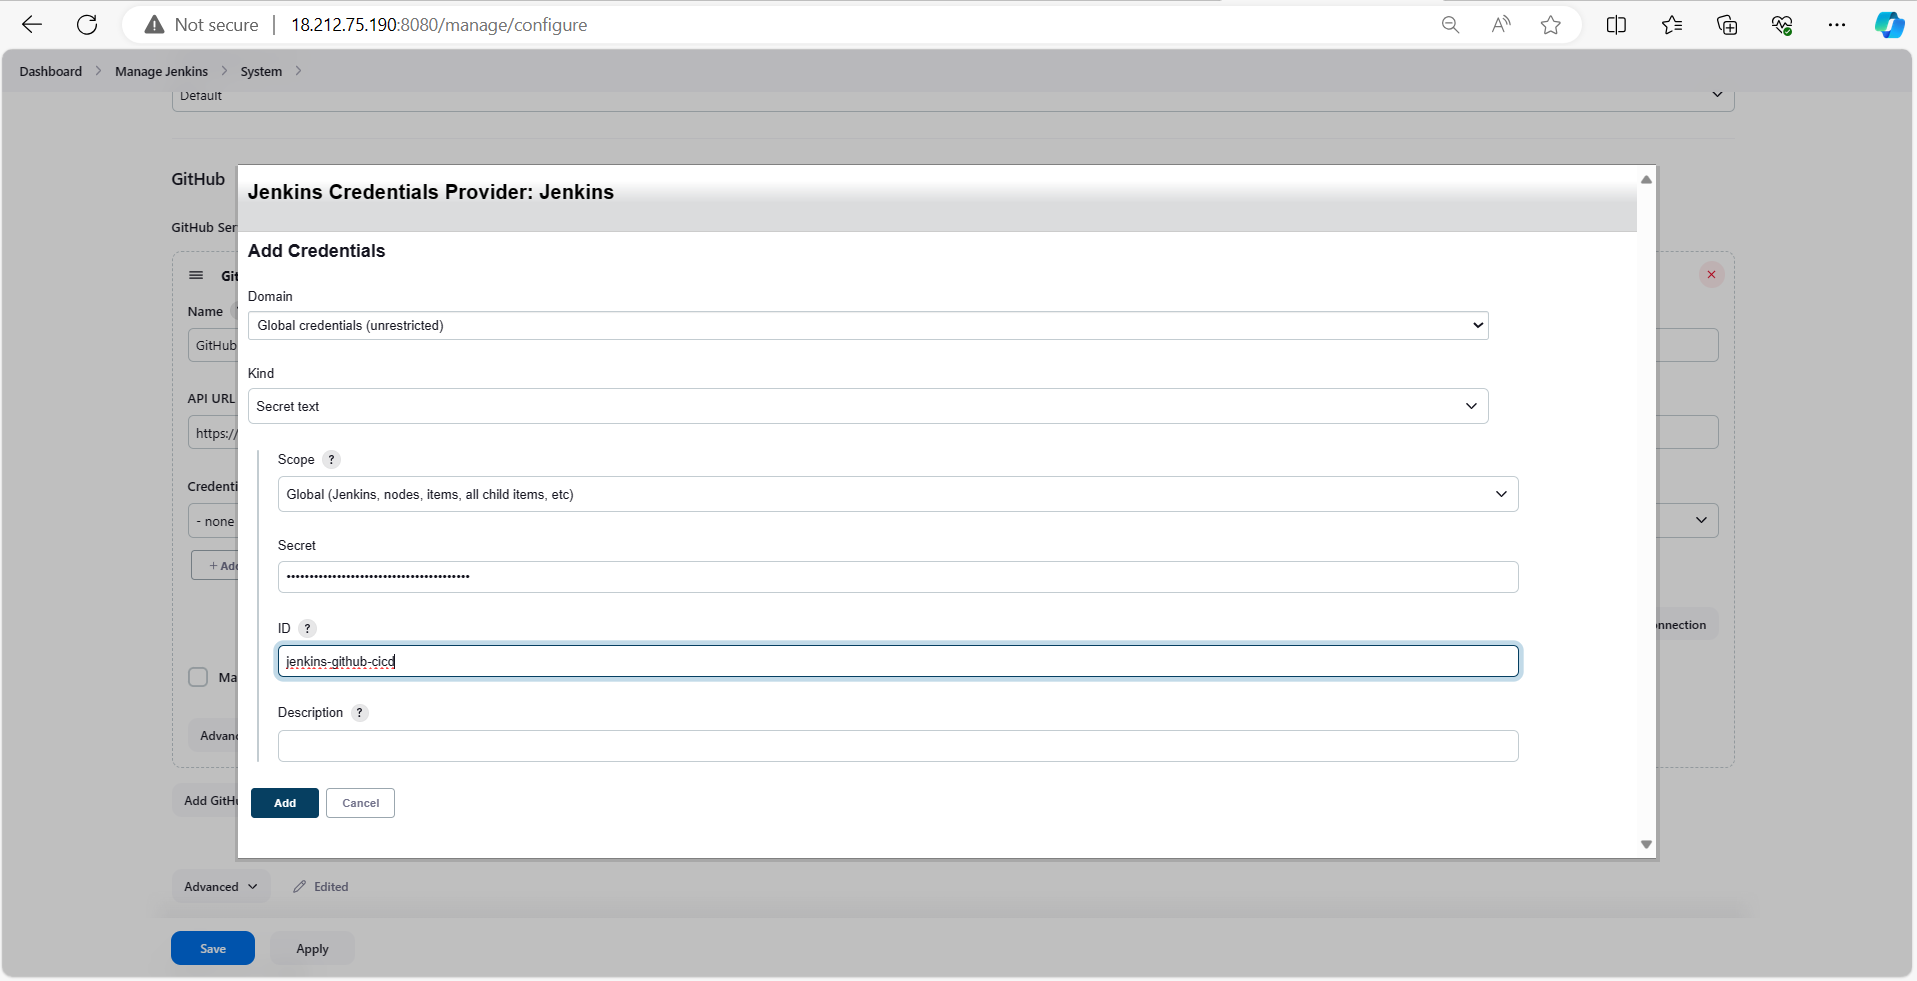 Not secure | 18.212.75.190:8080/manage/configure
Dashboard > Manage Jenkins > System >
Default
GitHub
Jenkins Credentials Provider: Jenkins
GitHub Ser
Add Credentials
Git
Domain
Name
Global credentials (unrestricted)
GitHub
Kind
API URL
Secret text
https://
Scope ?
Credenti
Global (Jenkins, nodes, items, all child items, etc)
- none
Secret
+ Add
••••••••••••••••••••••••••••••••••••••••
ID ?
nnection
jenkins-github-cicd
Ma
Description ?
Advanc
Add GitHu
Add Cancel
Advanced Edited
Save Apply